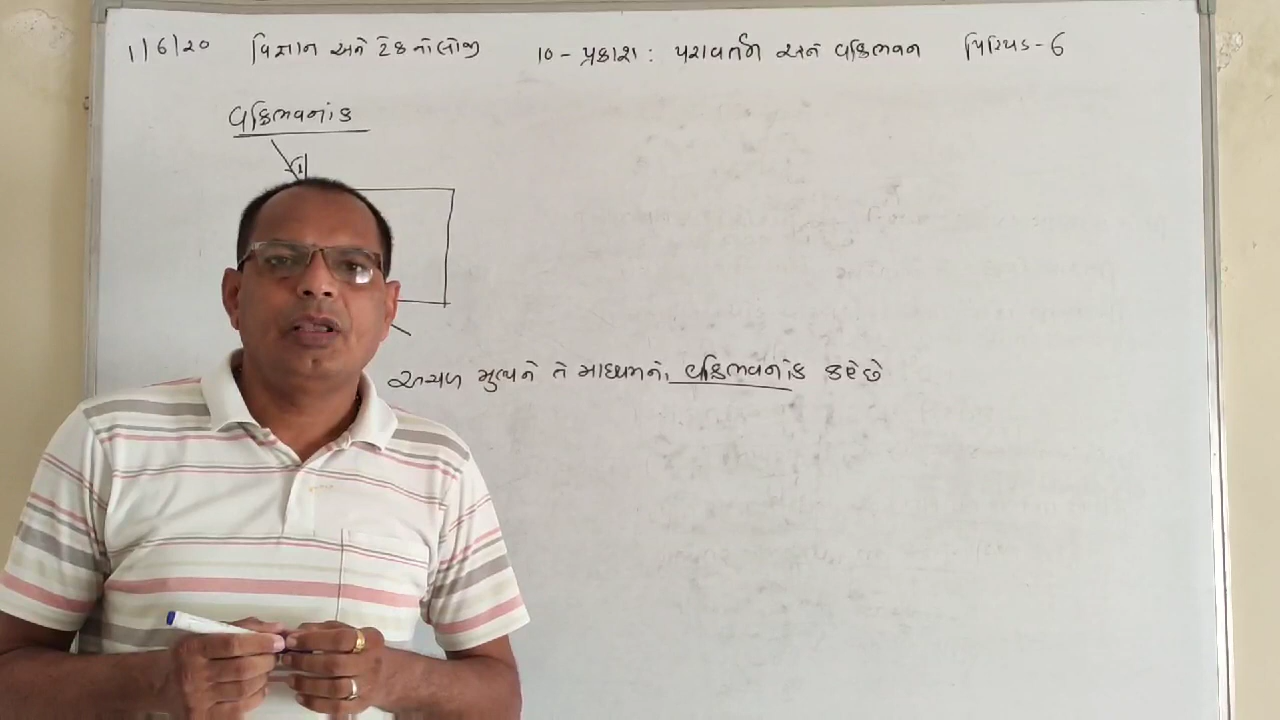 1/6/20 વિજ્ઞાન અને ટેકનોલોજી 10 - પ્રકાશ : પરાવર્તન અને વક્રિભવન પિરિયડ - 6
વક્રિભવનાંક
i
અચળ મુલ્યને તે માધ્યમનો વક્રિભવનાંક કહે છે